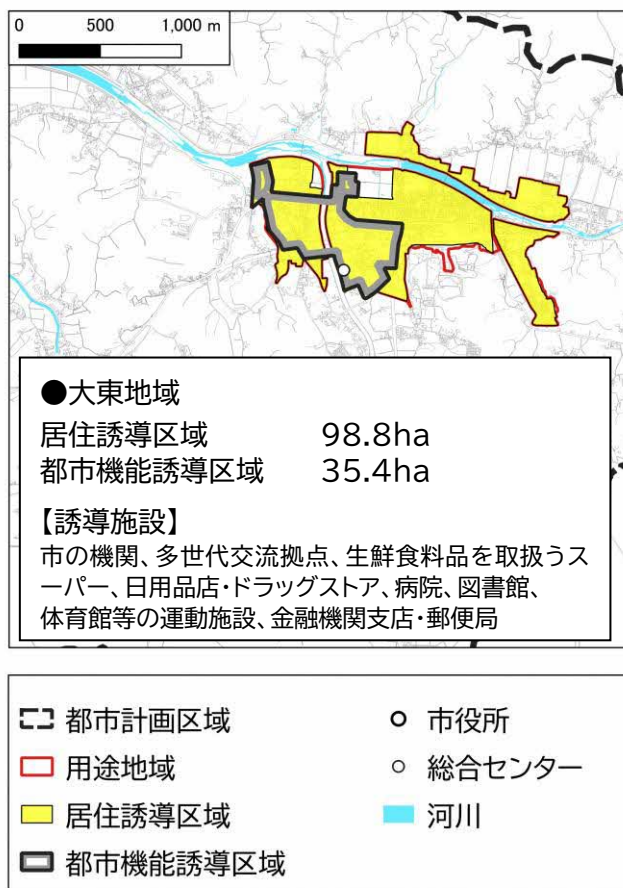 0 500 1,000 m
●大東地域
居住誘導区域 98.8ha
都市機能誘導区域 35.4ha
【誘導施設】
市の機関、多世代交流拠点、生鮮食料品を取扱うス
ーパー、日用品店・ドラッグストア、病院、図書館、
体育館等の運動施設、金融機関支店・郵便局
都市計画区域
市役所
用途地域
総合センター
居住誘導区域
河川
都市機能誘導区域